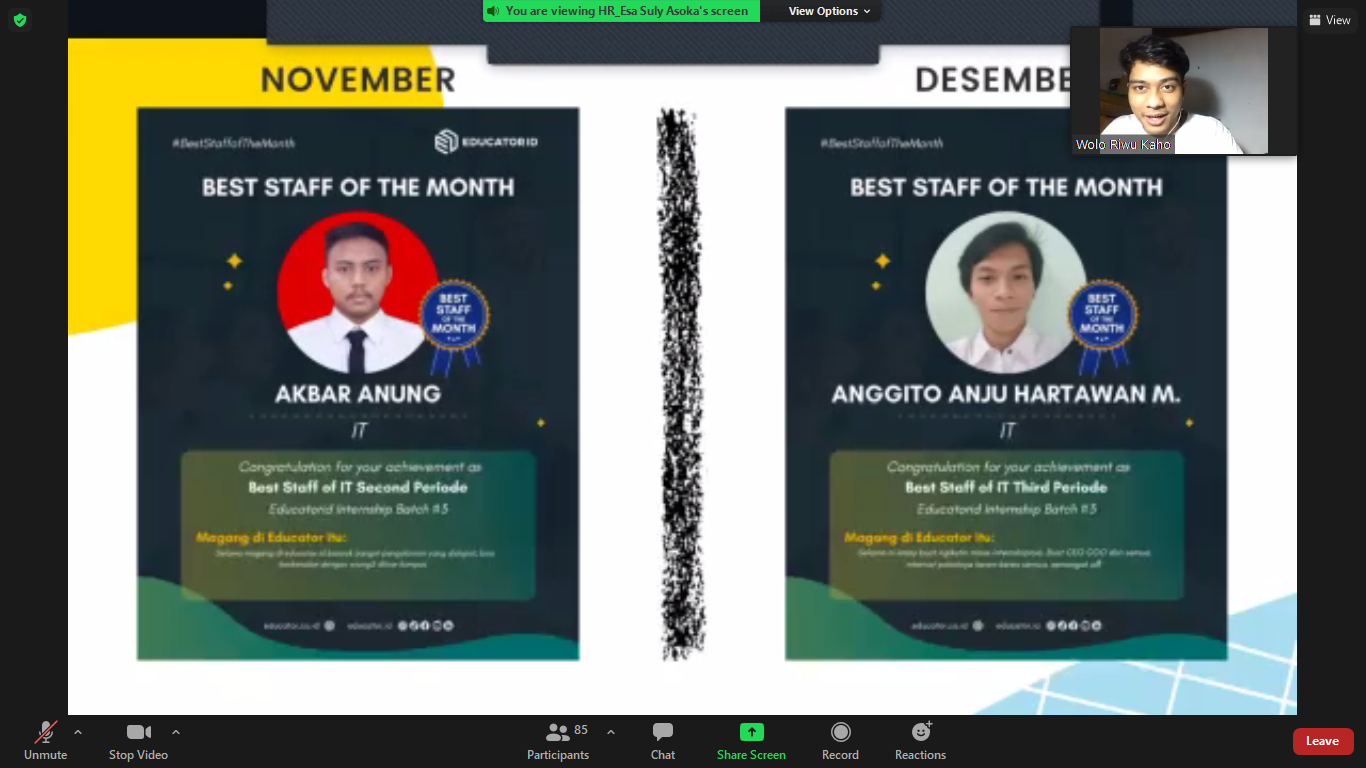 You are viewing HR_Esa Suly Asoka's screen
View Options
View
NOVEMBER
DESEMBE
Wolo Riwu Kaho
#BestStaffofTheMonth
EDUCATORID
BEST STAFF OF THE MONTH
BEST
STAFF
OF THE
MONTH
AKBAR ANUNG
IT
Congratulation for your achievement as
Best Staff of IT Second Periode
Educatorid Internship Batch #3
Magang di Educator Itu:
educator.co.id
educator.id
#BestStaffofTheMonth
BEST STAFF OF THE MONTH
BEST
STAFF
OF THE
MONTH
ANGGITO ANJU HARTAWAN M.
IT
Congratulation for your achievement as
Best Staff of IT Third Periode
Educatorid Internship Batch #3
Magang di Educator Itu:
educator.co.id
educator.id
Unmute
Stop Video
Participants
85
Chat
Share Screen
Record
Reactions
Leave